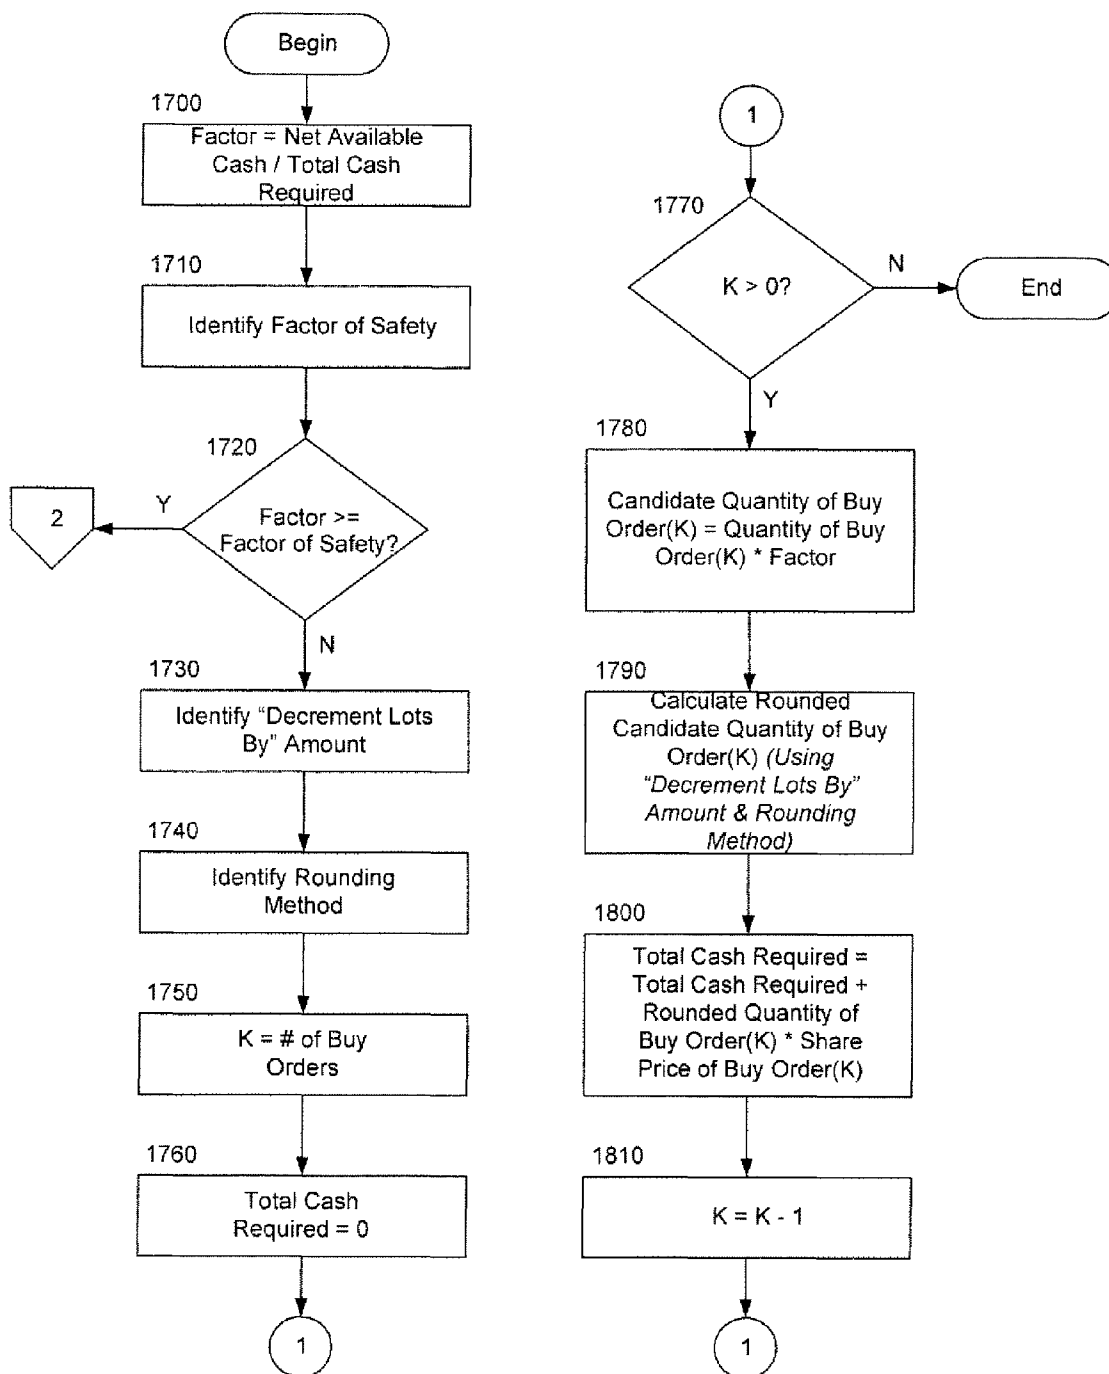 Begin
1700
Factor = Net Available
Cash / Total Cash
Required
1710
Identify Factor of Safety
1720
Factor >=
Factor of Safety?
Y
2
N
1730
Identify “Decrement Lots
By” Amount
1740
Identify Rounding
Method
1750
K = # of Buy
Orders
1760
Total Cash
Required = 0
1
1
1770
K > 0?
N
End
Y
1780
Candidate Quantity of Buy
Order(K) = Quantity of Buy
Order(K) * Factor
1790
Calculate Rounded
Candidate Quantity of Buy
Order(K) (Using
“Decrement Lots By”
Amount & Rounding
Method)
1800
Total Cash Required =
Total Cash Required +
Rounded Quantity of
Buy Order(K) * Share
Price of Buy Order(K)
1810
K = K - 1
1